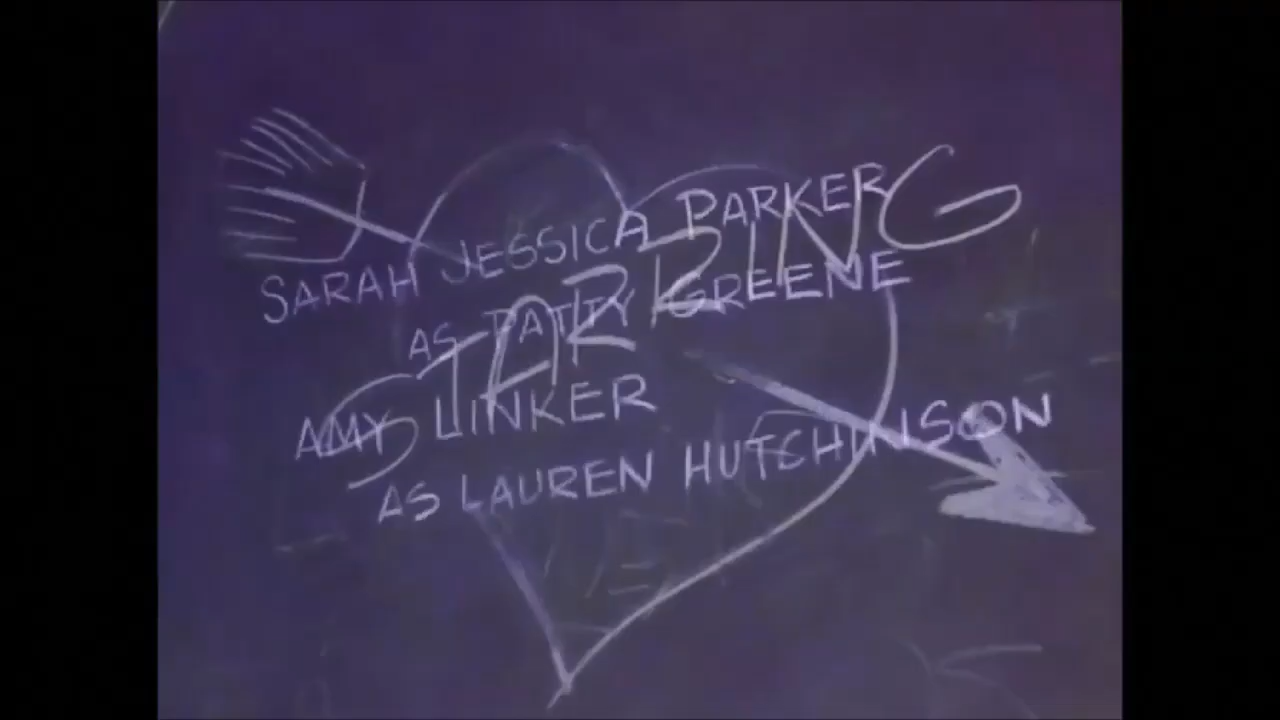 STARRING
SARAH JESSICA PARKER
AS PATTY GREENE
AMY LINKER
AS LAUREN HUTCHINSON